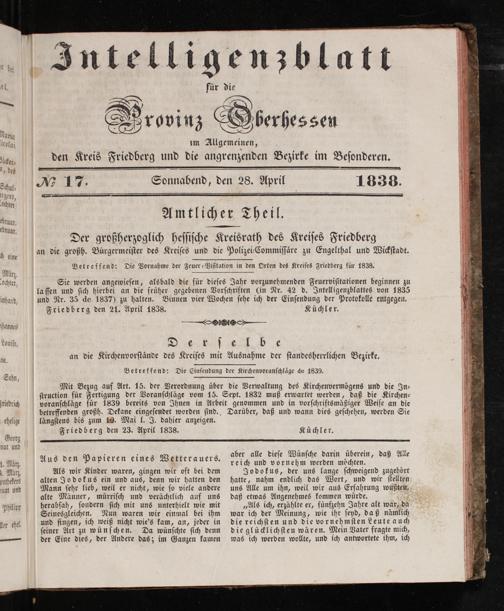 Intelligenzblatt
für die
Provinz Oberhessen
im Allgemeinen,
den Kreis Friedberg und die angrenzenden Bezirke im Besonderen.
№ 17. Sonnabend, den 28. April 1838.
Amtlicher Theil.
Der großherzoglich hessische Kreisrath des Kreises Friedberg
an die großh. Bürgermeister des Kreises und die Polizei-Commissäre zu Engelthal und Wickstadt.
Betreffend: Die Vornahme der Feuer-Visitation in den Orten des Kreises Friedberg für 1838.
Sie werden angewiesen, alsbald die für dieses Jahr vorzunehmenden Feuervisitationen beginnen zu
lassen und sich hierbei an die früher gegebenen Vorschriften (in Nr. 42 d. Intelligenzblattes von 1835
und Nr. 35 de 1837) zu halten. Binnen vier Wochen sehe ich der Einsendung der Protokolle entgegen.
Friedberg den 21. April 1838. Küchler.
Derselbe
an die Kirchenvorstände des Kreises mit Ausnahme der standesherrlichen Bezirke.
Betreffend: Die Einsendung der Kirchenvoranschläge de 1839.
Mit Bezug auf Art. 15. der Verordnung über die Verwaltung des Kirchenvermögens und die In-
struction für Fertigung der Voranschläge vom 15. Sept. 1832 muß erwartet werden, daß die Kirchen-
voranschläge für 1839 bereits von Ihnen in Arbeit genommen und in vorschriftsmäßiger Weise an die
betreffenden großh. Dekane eingesendet worden sind. Darüber, daß und wann dies geschehen, werden Sie
längstens bis zum 10. Mai l. J. dahier anzeigen.
Friedberg den 23. April 1838. Küchler.
Aus den Papieren eines Wetterauers.
Als wir Kinder waren, gingen wir oft bei dem
alten Jodokus ein und aus, denn wir hatten den
Mann sehr lieb, weil er nicht, wie so viele andere
alte Männer, mürrisch und verächtlich auf uns
herabsah, sondern sich mit uns unterhielt wie mit
Seinesgleichen. Nun waren wir einmal bei ihm
und fingen, ich weiß nicht wie's kam, an, jeder in
seiner Art zu wünschen. Da wünschte sich denn
der Eine dies, der Andere das; im Ganzen kamen
aber alle diese Wünsche darin überein, daß Alle
reich und vornehm werden möchten.
Jodokus, der uns lange schweigend zugehört
hatte, nahm endlich das Wort, und wir stellten
uns Alle um ihn, weil wir aus Erfahrung wußten,
daß etwas Angenehmes kommen würde.
„Als ich, erzählte er, fünfzehn Jahre alt war, da
war ich der Meinung, wie ihr seyd, daß nämlich
die reichsten und die vornehmsten Leute auch
die glücklichsten wären. Mein Vater fragte mich,
was ich werden wollte, und ich antwortete ihm, ich